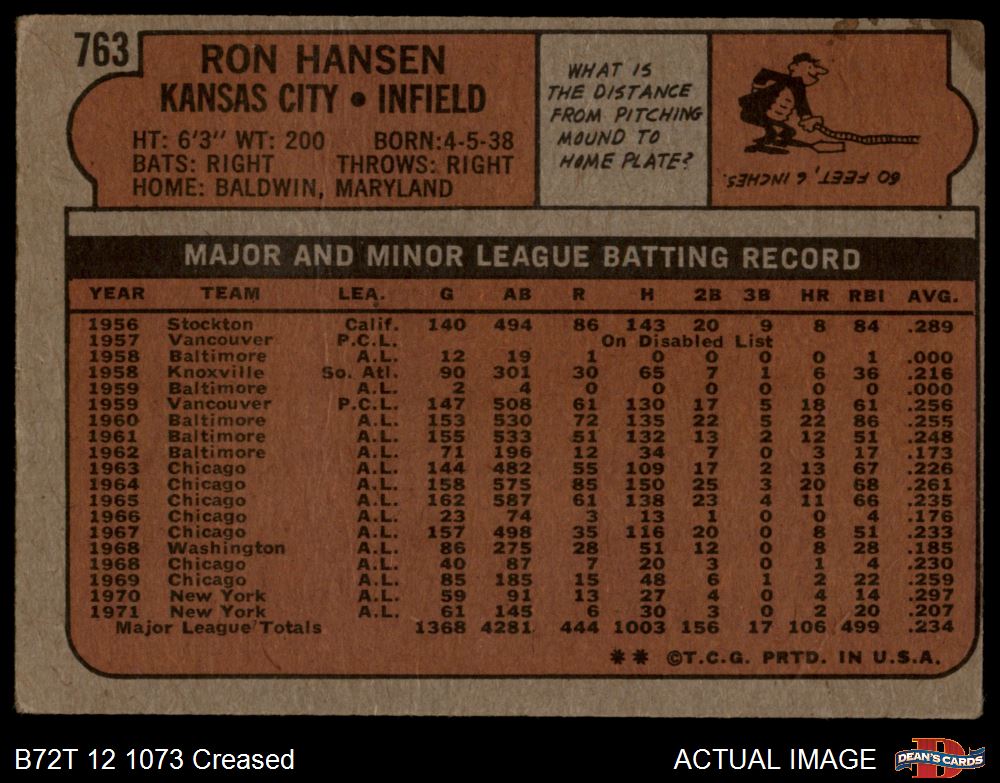 763
RON HANSEN
KANSAS CITY • INFIELD
HT: 6'3" WT: 200 BORN:4-5-38
BATS: RIGHT THROWS: RIGHT
HOME: BALDWIN, MARYLAND
WHAT IS
THE DISTANCE
FROM PITCHING
MOUND TO
HOME PLATE?
60 FEET, 6 INCHES.
MAJOR AND MINOR LEAGUE BATTING RECORD
YEAR TEAM LEA. G AB R H 2B 3B HR RBI AVG.
1956 Stockton Calif. 140 494 86 143 20 9 8 84 .289
1957 Vancouver P.C.L. On Disabled List
1958 Baltimore A.L. 12 19 1 0 0 0 0 1 .000
1958 Knoxville So. Atl. 90 301 30 65 7 1 6 36 .216
1959 Baltimore A.L. 2 4 0 0 0 0 0 0 .000
1959 Vancouver P.C.L. 147 508 61 130 17 5 18 61 .256
1960 Baltimore A.L. 153 530 72 135 22 5 22 86 .255
1961 Baltimore A.L. 155 533 51 132 13 2 12 51 .248
1962 Baltimore A.L. 71 196 12 34 7 0 3 17 .173
1963 Chicago A.L. 144 482 55 109 17 2 13 67 .226
1964 Chicago A.L. 158 575 85 150 25 3 20 68 .261
1965 Chicago A.L. 162 587 61 138 23 4 11 66 .235
1966 Chicago A.L. 23 74 3 13 1 0 0 4 .176
1967 Chicago A.L. 157 498 35 116 20 0 8 51 .233
1968 Washington A.L. 86 275 28 51 12 0 8 28 .185
1968 Chicago A.L. 40 87 7 20 3 0 1 4 .230
1969 Chicago A.L. 85 185 15 48 6 1 2 22 .259
1970 New York A.L. 59 91 13 27 4 0 4 14 .297
1971 New York A.L. 61 145 6 30 3 0 2 20 .207
Major League Totals 1368 4281 444 1003 156 17 106 499 .234
** ©T.C.G. PRTD. IN U.S.A.
B72T 12 1073 Creased
ACTUAL IMAGE
D
DEAN'S CARDS